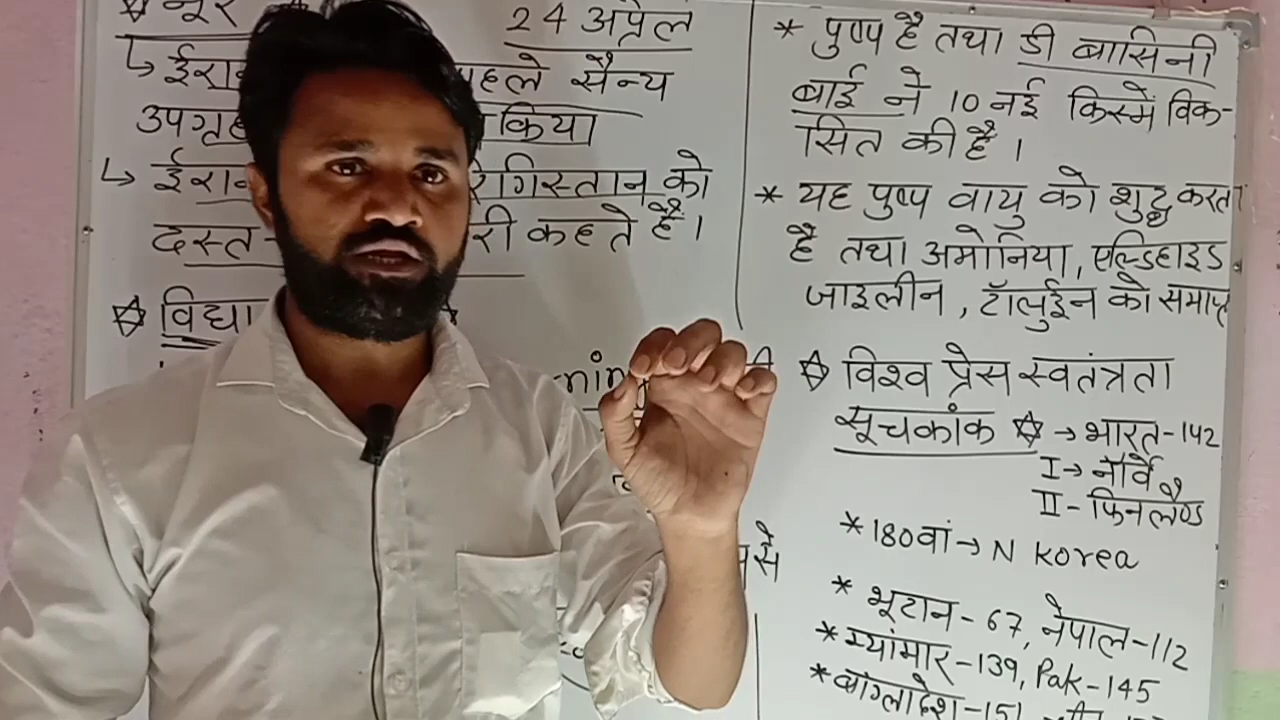 नूर
24 अप्रैल
ईरान पहले सैन्य
उपग्रह किया
ईरान रेगिस्तान को
दस्त- री कहते हैं।
विद्या
* पुष्प है तथा डी बासिनी
बाई ने 10 नई किस्में विक-
सित की है।
* यह पुष्प वायु को शुद्ध करता
है तथा अमोनिया, एल्डिहाइड
जाइलीन, टॉलुईन को समाप्त
विश्व प्रेस स्वतंत्रता
सूचकांक → भारत-142
I → नॉर्वे
II - फिनलैण्ड
* 180वां → N Korea
* भूटान - 67, नेपाल-112
* म्यांमार -139, Pak-145
* बांग्लादेश-151